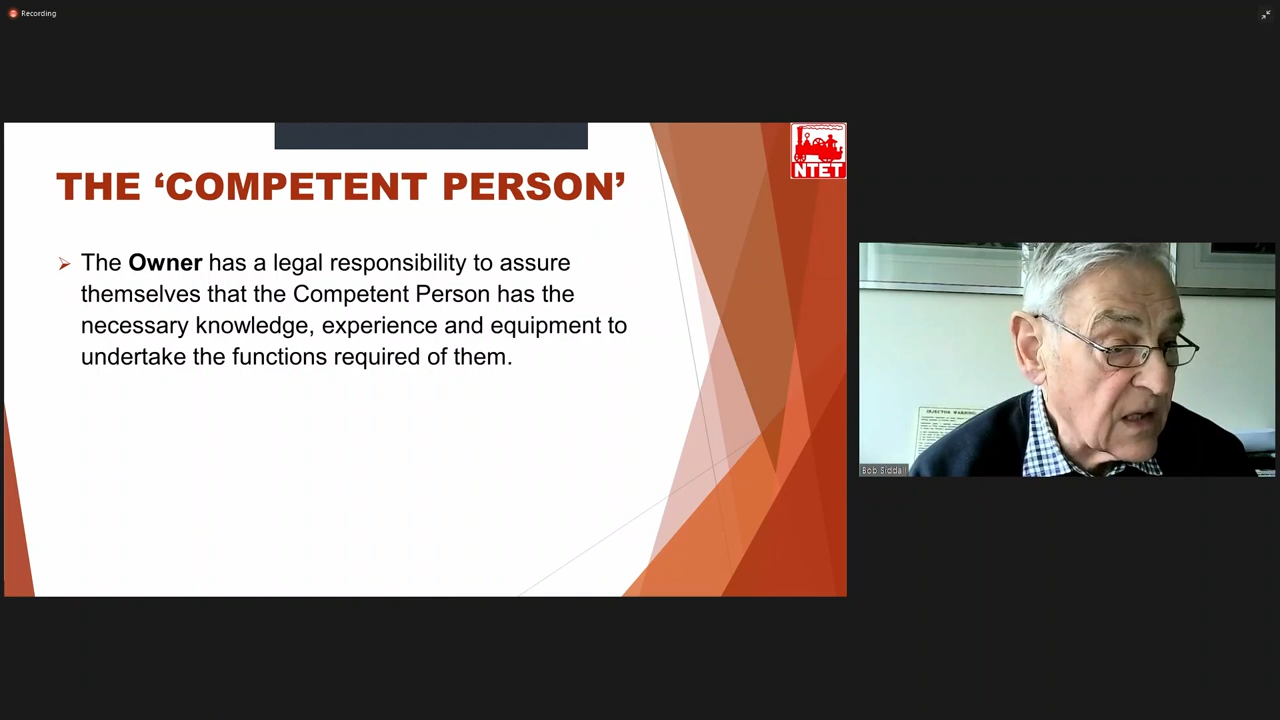 Recording
NTET
THE ‘COMPETENT PERSON’
➢ The Owner has a legal responsibility to assure
themselves that the Competent Person has the
necessary knowledge, experience and equipment to
undertake the functions required of them.
INJECTOR WARNING
Bob Siddall